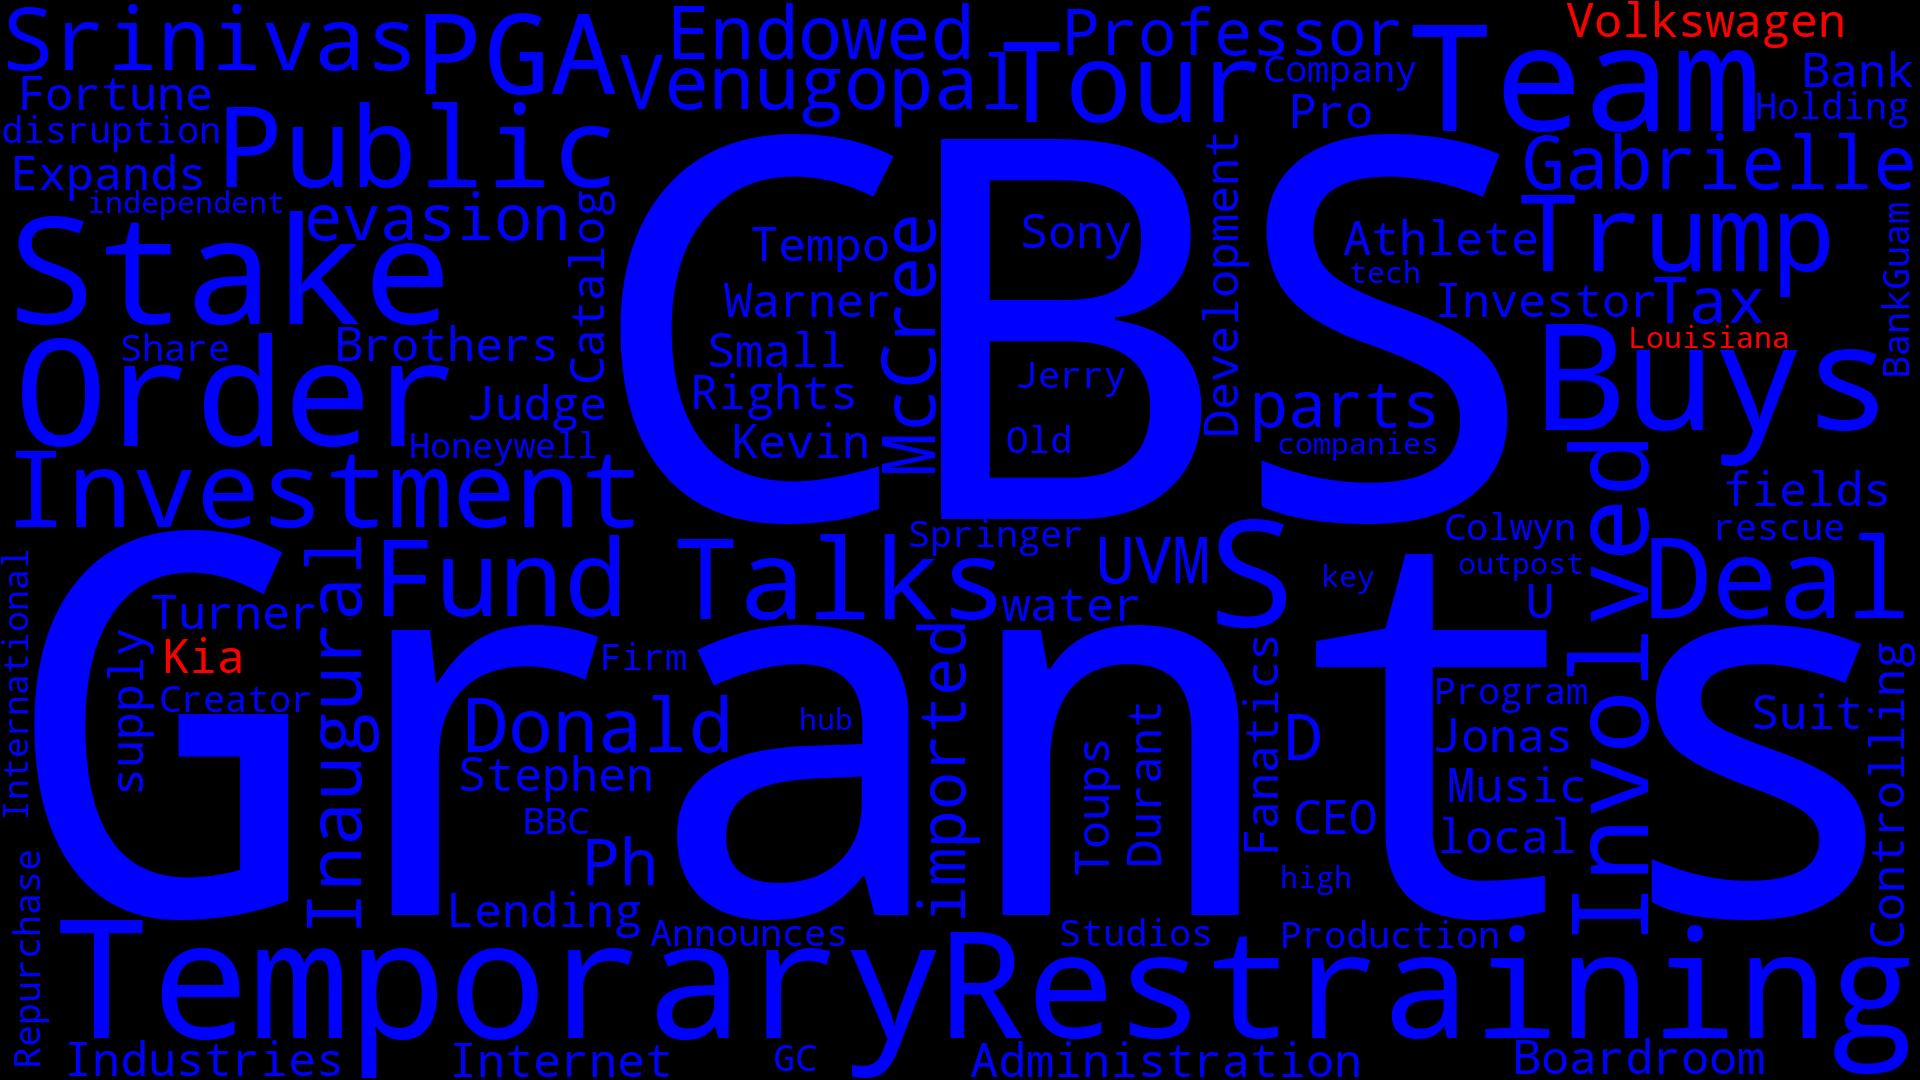 Srinivas
PGA
Endowed
Professor
Volkswagen
Venugopal
Tour
Team
Company
Bank
Fortune
Pro
Holding
disruption
Public
Gabrielle
Expands
independent
evasion
Catalog
CBS
Development
Stake
Tempo
McCree
Sony
Athlete
Trump
tech
BankGuam
Warner
Investor
Tax
Order
Share
Brothers
Small
Jerry
Louisiana
Buys
Judge
Rights
parts
Honeywell
Kevin
Old
companies
Investment
fields
Springer
Colwyn
rescue
International
Inaugural
Fund
Talks
UVM
S
key
outpost
Involved
Deal
Turner
water
U
supply
Kia
Grants
Firm
imported
Fanatics
Program
Controlling
Creator
Donald
hub
Toups
Durant
D
Jonas
Suit
Stephen
Music
BBC
CEO
local
Ph
high
Repurchase
Lending
Announces
Studios
Production
Temporary
Restraining
Industries
Internet
GC
Administration
Boardroom